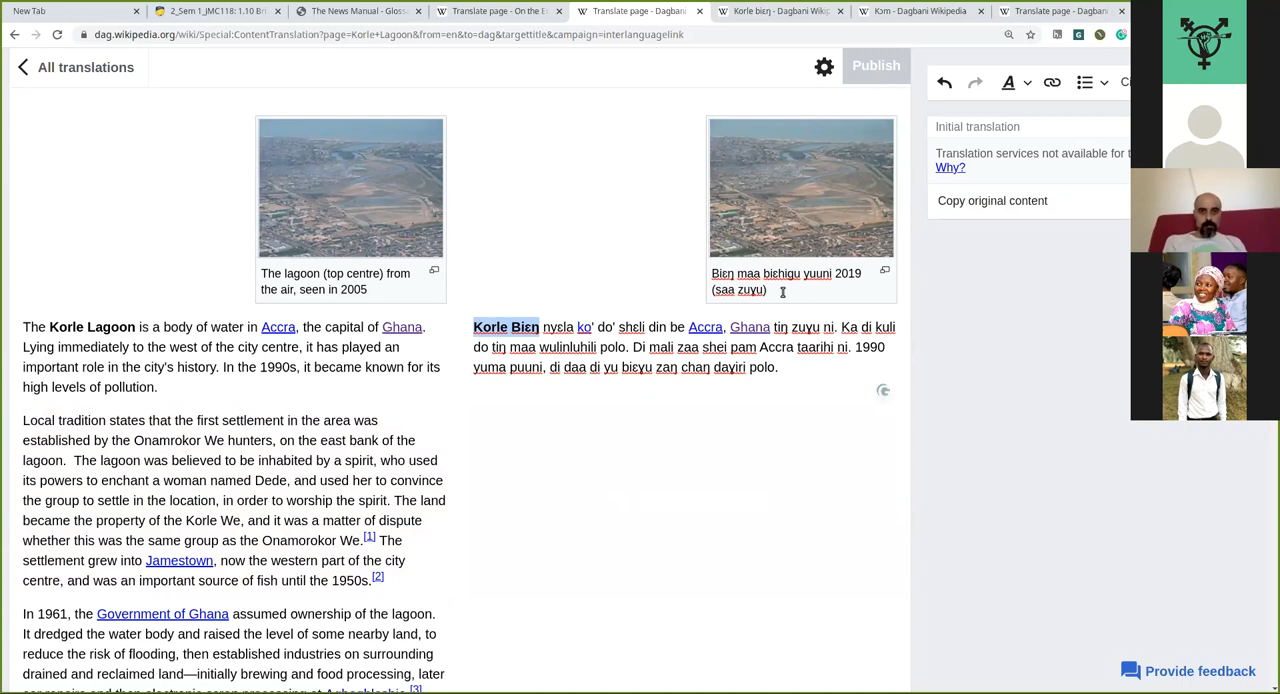 New Tab
2_Sem 1_JMC118: 1.10 Bri
The News Manual - Gloss
Translate page - On the E
Translate page - Dagbani
Korle biɛŋ - Dagbani Wikip
Kɔm - Dagbani Wikipedia
Translate page - Dagbani
dag.wikipedia.org/wiki/Special:ContentTranslation?page=Korle+Lagoon&from=en&to=dag&targettitle&campaign=interlanguagelink
All translations
Publish
Initial translation
Translation services not available for t
Why?
Copy original content
The lagoon (top centre) from
the air, seen in 2005
Biɛŋ maa biɛhigu yuuni 2019
(saa zuɣu)
The Korle Lagoon is a body of water in Accra, the capital of Ghana.
Lying immediately to the west of the city centre, it has played an
important role in the city's history. In the 1990s, it became known for its
high levels of pollution.
Korle Biɛŋ nyɛla ko' do' shɛli din be Accra, Ghana tiŋ zuɣu ni. Ka di kuli
do tiŋ maa wulinluhili polo. Di mali zaa shei pam Accra taarihi ni. 1990
yuma puuni, di daa di yu biɛɣu zaŋ chaŋ daɣiri polo.
Local tradition states that the first settlement in the area was
established by the Onamrokor We hunters, on the east bank of the
lagoon. The lagoon was believed to be inhabited by a spirit, who used
its powers to enchant a woman named Dede, and used her to convince
the group to settle in the location, in order to worship the spirit. The land
became the property of the Korle We, and it was a matter of dispute
whether this was the same group as the Onamorokor We.[1] The
settlement grew into Jamestown, now the western part of the city
centre, and was an important source of fish until the 1950s.[2]
In 1961, the Government of Ghana assumed ownership of the lagoon.
It dredged the water body and raised the level of some nearby land, to
reduce the risk of flooding, then established industries on surrounding
drained and reclaimed land—initially brewing and food processing, later
Provide feedback